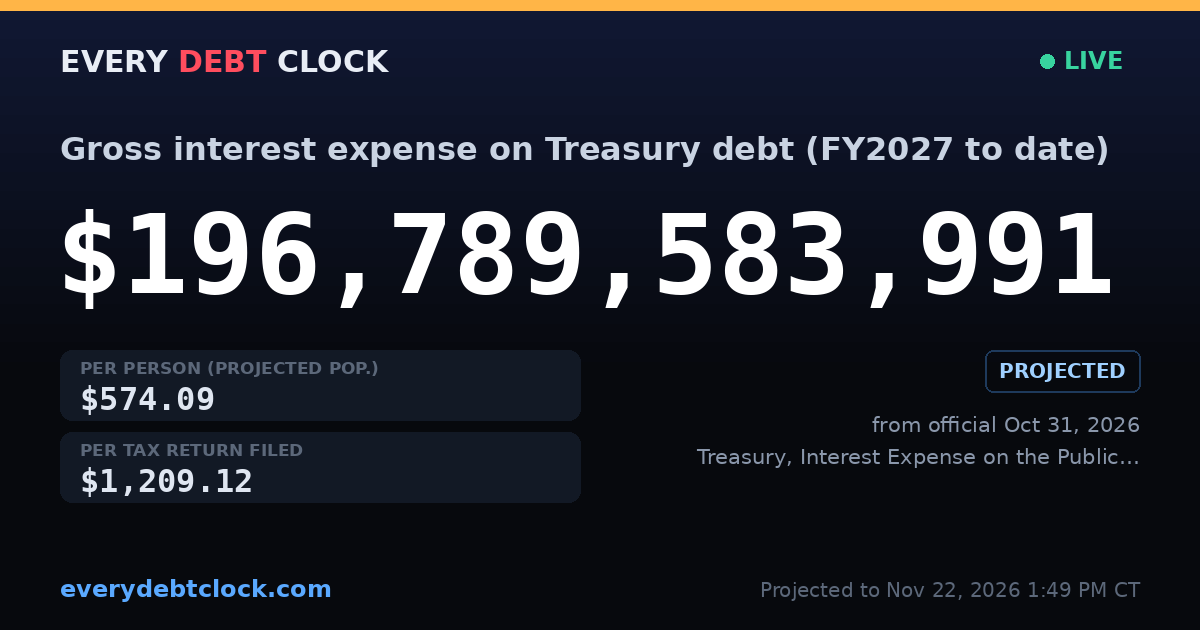 EVERY DEBT CLOCK
LIVE
Gross interest expense on Treasury debt (FY2027 to date)
$196,789,583,991
PER PERSON (PROJECTED POP.)
$574.09
PER TAX RETURN FILED
$1,209.12
PROJECTED
from official Oct 31, 2026
Treasury, Interest Expense on the Public…
everydebtclock.com
Projected to Nov 22, 2026 1:49 PM CT